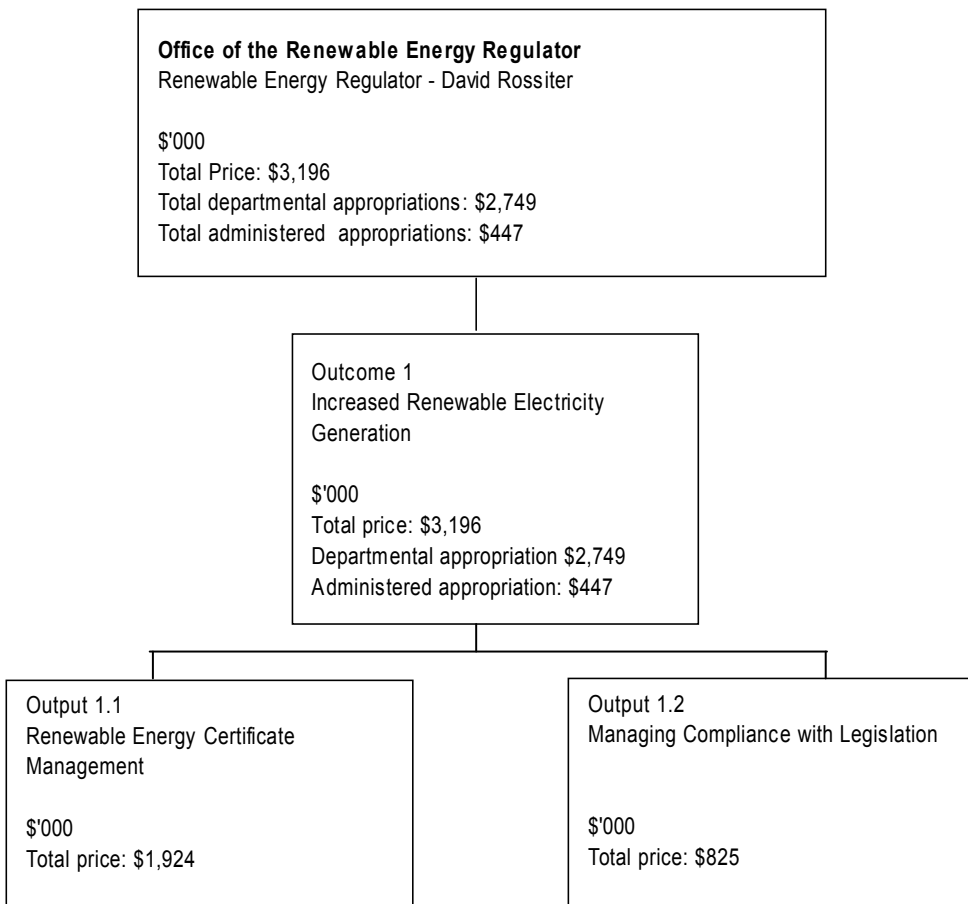 Office of the Renewable Energy Regulator
Renewable Energy Regulator - David Rossiter
$'000
Total Price: $3,196
Total departmental appropriations: $2,749
Total administered appropriations: $447
Outcome 1
Increased Renewable Electricity
Generation
$'000
Total price: $3,196
Departmental appropriation $2,749
Administered appropriation: $447
Output 1.1
Renewable Energy Certificate
Management
$'000
Total price: $1,924
Output 1.2
Managing Compliance with Legislation
$'000
Total price: $825